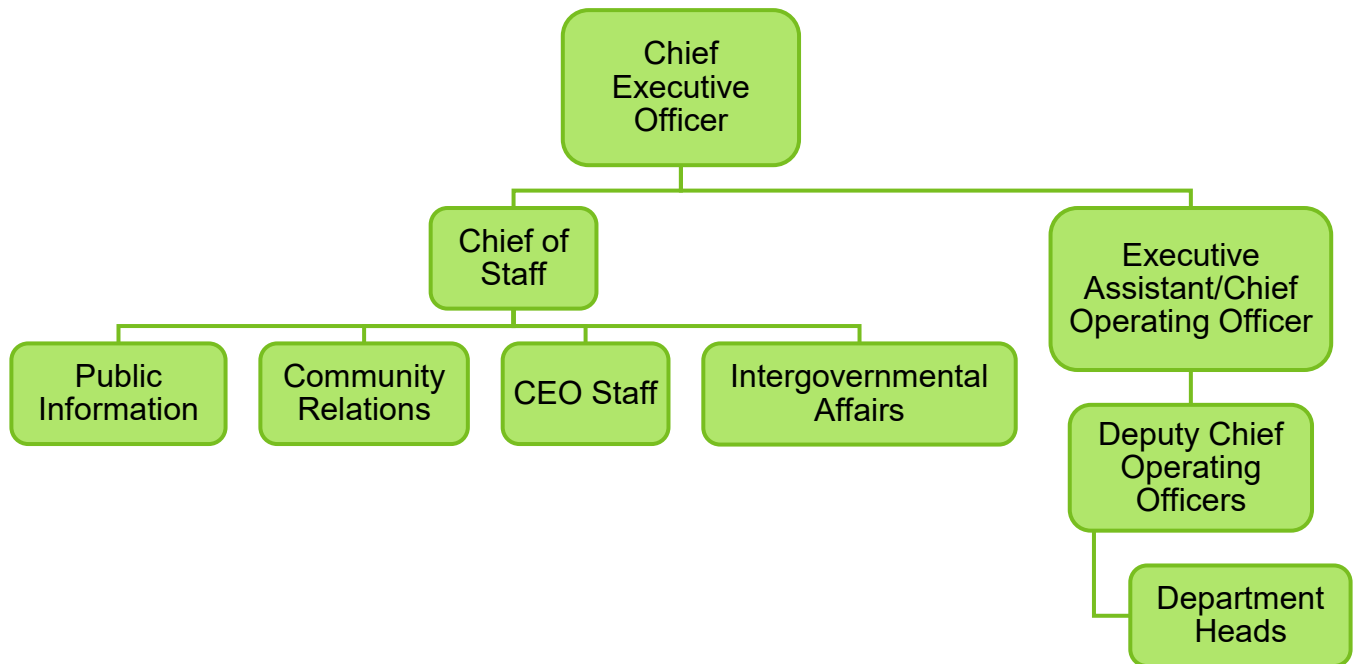 Chief
Executive
Officer
Chief of
Staff
Executive
Assistant/Chief
Operating Officer
Public
Information
Community
Relations
CEO Staff
Intergovernmental
Affairs
Deputy Chief
Operating
Officers
Department
Heads